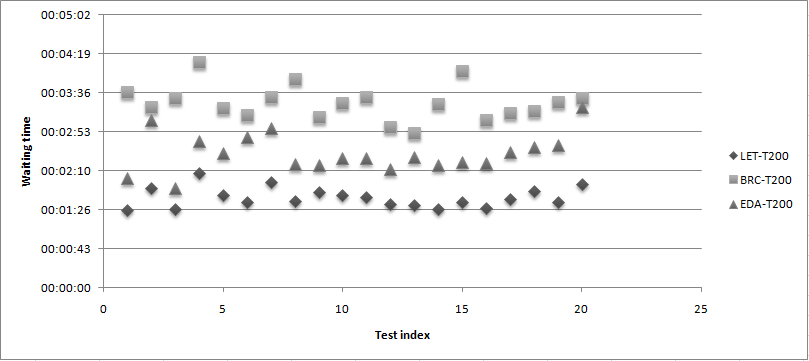 00:05:02
00:04:19
00:03:36
00:02:53
00:02:10
00:01:26
00:00:43
00:00:00
Waiting time
0 5 10 15 20 25
Test index
LET-T200
BRC-T200
EDA-T200